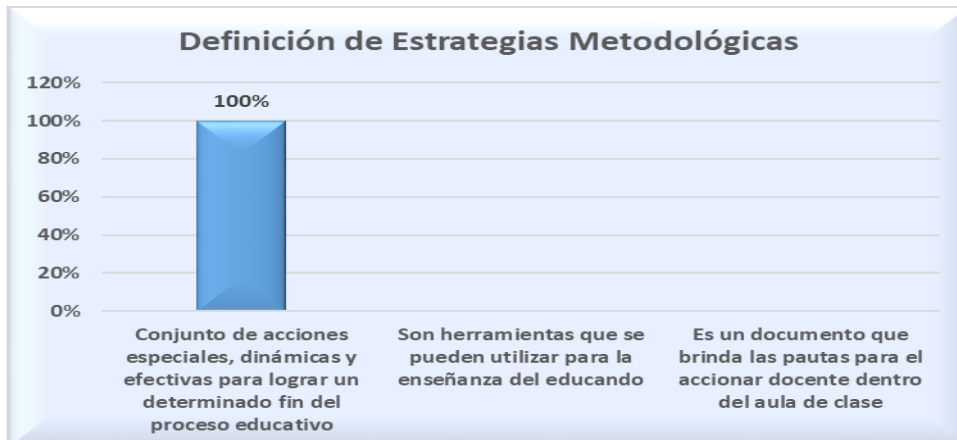 Definición de Estrategias Metodológicas
120%
100%
80%
60%
40%
20%
0%
100%
Conjunto de acciones
especiales, dinámicas y
efectivas para lograr un
determinado fin del
proceso educativo
Son herramientas que se
pueden utilizar para la
enseñanza del educando
Es un documento que
brinda las pautas para el
accionar docente dentro
del aula de clase